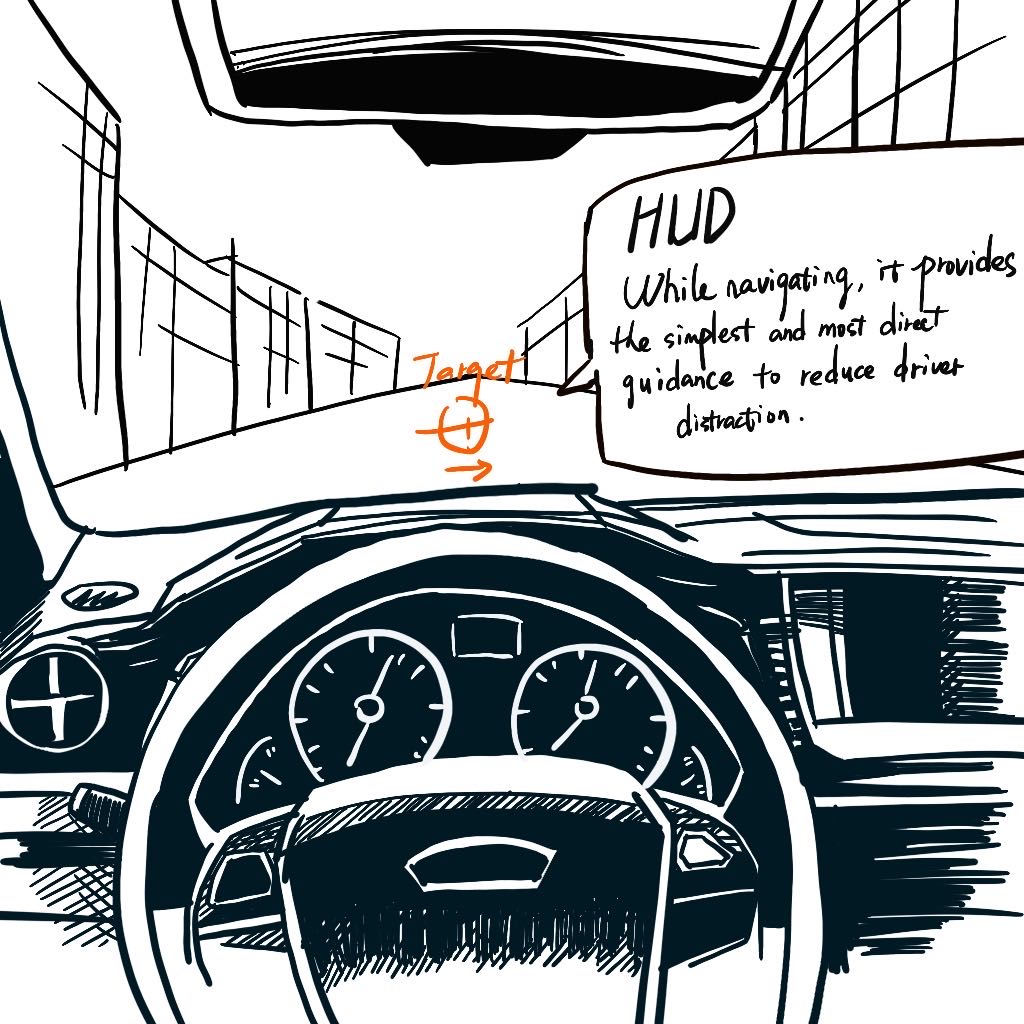 HUD
While navigating, it provides
the simplest and most direct
guidance to reduce driver
distraction.
Target